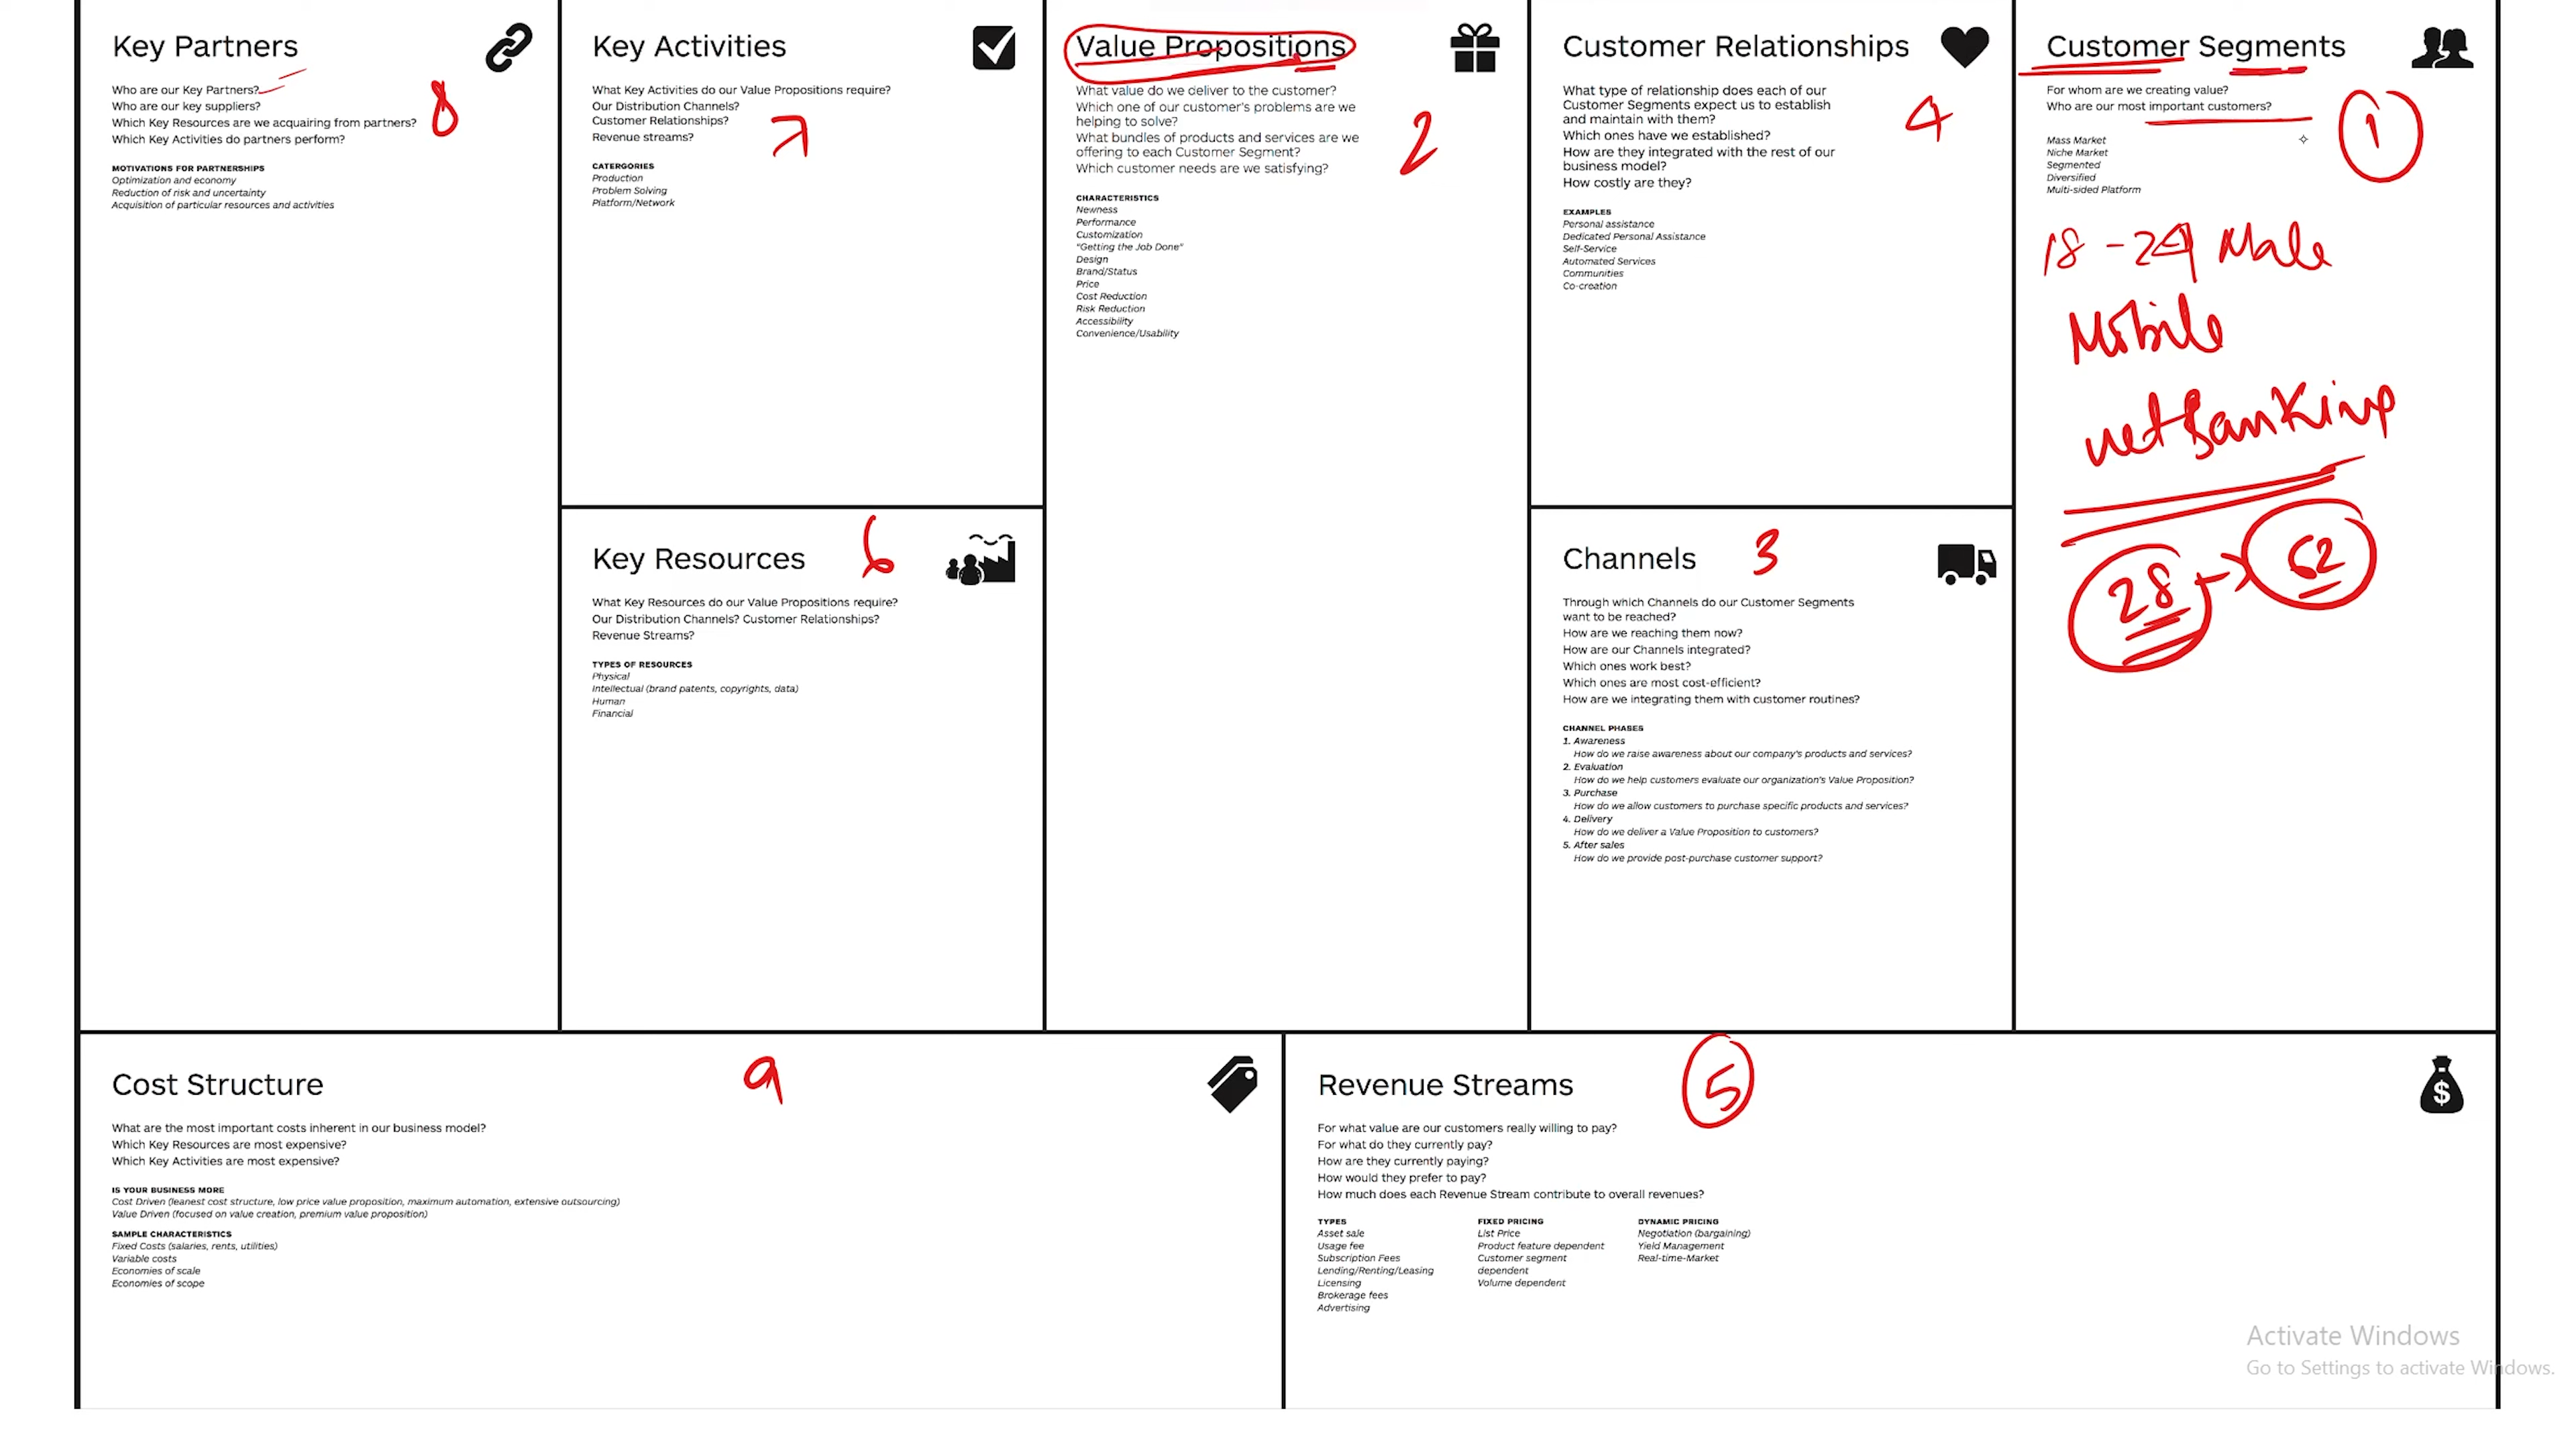 Key Partners
Who are our Key Partners?
Who are our key suppliers?
Which Key Resources are we acquairing from partners?
Which Key Activities do partners perform?
8
MOTIVATIONS FOR PARTNERSHIPS
Optimization and economy
Reduction of risk and uncertainty
Acquisition of particular resources and activities
Key Activities
What Key Activities do our Value Propositions require?
Our Distribution Channels?
Customer Relationships?
Revenue streams?
7
CATERGORIES
Production
Problem Solving
Platform/Network
Key Resources
6
What Key Resources do our Value Propositions require?
Our Distribution Channels? Customer Relationships?
Revenue Streams?
TYPES OF RESOURCES
Physical
Intellectual (brand patents, copyrights, data)
Human
Financial
Value Propositions
What value do we deliver to the customer?
Which one of our customer's problems are we
helping to solve?
What bundles of products and services are we
offering to each Customer Segment?
Which customer needs are we satisfying?
2
CHARACTERISTICS
Newness
Performance
Customization
"Getting the Job Done"
Design
Brand/Status
Price
Cost Reduction
Risk Reduction
Accessibility
Convenience/Usability
Customer Relationships
What type of relationship does each of our
Customer Segments expect us to establish
and maintain with them?
Which ones have we established?
How are they integrated with the rest of our
business model?
How costly are they?
4
EXAMPLES
Personal assistance
Dedicated Personal Assistance
Self-Service
Automated Services
Communities
Co-creation
Channels
3
Through which Channels do our Customer Segments
want to be reached?
How are we reaching them now?
How are our Channels integrated?
Which ones work best?
Which ones are most cost-efficient?
How are we integrating them with customer routines?
CHANNEL PHASES
1. Awareness
How do we raise awareness about our company's products and services?
2. Evaluation
How do we help customers evaluate our organization's Value Proposition?
3. Purchase
How do we allow customers to purchase specific products and services?
4. Delivery
How do we deliver a Value Proposition to customers?
5. After sales
How do we provide post-purchase customer support?
Customer Segments
For whom are we creating value?
Who are our most important customers?
1
Mass Market
Niche Market
Segmented
Diversified
Multi-sided Platform
18 - 24 Male
Mobile
netBanking
28 → 62
Cost Structure
9
What are the most important costs inherent in our business model?
Which Key Resources are most expensive?
Which Key Activities are most expensive?
IS YOUR BUSINESS MORE
Cost Driven (leanest cost structure, low price value proposition, maximum automation, extensive outsourcing)
Value Driven (focused on value creation, premium value proposition)
SAMPLE CHARACTERISTICS
Fixed Costs (salaries, rents, utilities)
Variable costs
Economies of scale
Economies of scope
Revenue Streams
5
For what value are our customers really willing to pay?
For what do they currently pay?
How are they currently paying?
How would they prefer to pay?
How much does each Revenue Stream contribute to overall revenues?
TYPES
Asset sale
Usage fee
Subscription Fees
Lending/Renting/Leasing
Licensing
Brokerage fees
Advertising
FIXED PRICING
List Price
Product feature dependent
Customer segment
dependent
Volume dependent
DYNAMIC PRICING
Negotiation (bargaining)
Yield Management
Real-time-Market
$
Activate Windows
Go to Settings to activate Windows.